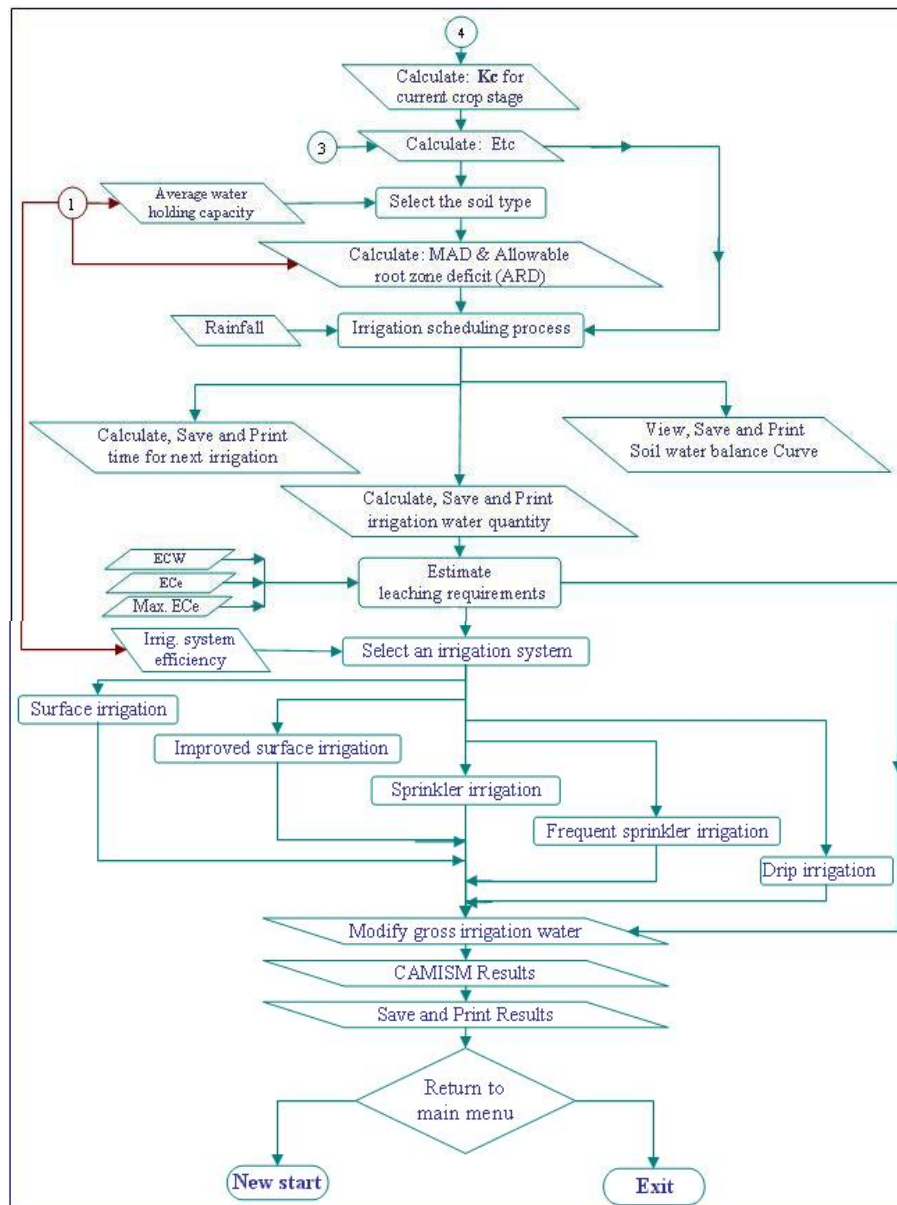 4
Calculate: Kc for
current crop stage
3
Calculate: Etc
1
Average water
holding capacity
Select the soil type
Calculate: MAD & Allowable
root zone deficit (ARD)
Rainfall
Irrigation scheduling process
Calculate, Save and Print
time for next irrigation
View, Save and Print
Soil water balance Curve
Calculate, Save and Print
irrigation water quantity
ECW
ECe
Max. ECe
Estimate
leaching requirements
Irrig. system
efficiency
Select an irrigation system
Surface irrigation
Improved surface irrigation
Sprinkler irrigation
Frequent sprinkler irrigation
Drip irrigation
Modify gross irrigation water
CAMISM Results
Save and Print Results
Return to
main menu
New start
Exit